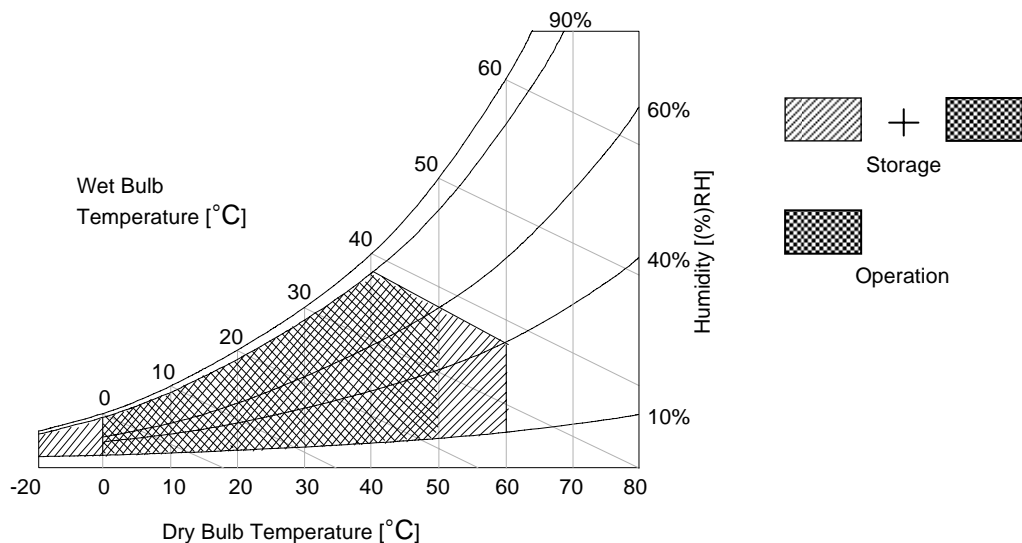 90%
60
60%
50
Wet Bulb
Temperature [°C]
Storage
40
40%
Humidity [(%)RH]
30
Operation
20
10
0
10%
-20 0 10 20 30 40 50 60 70 80
Dry Bulb Temperature [°C]